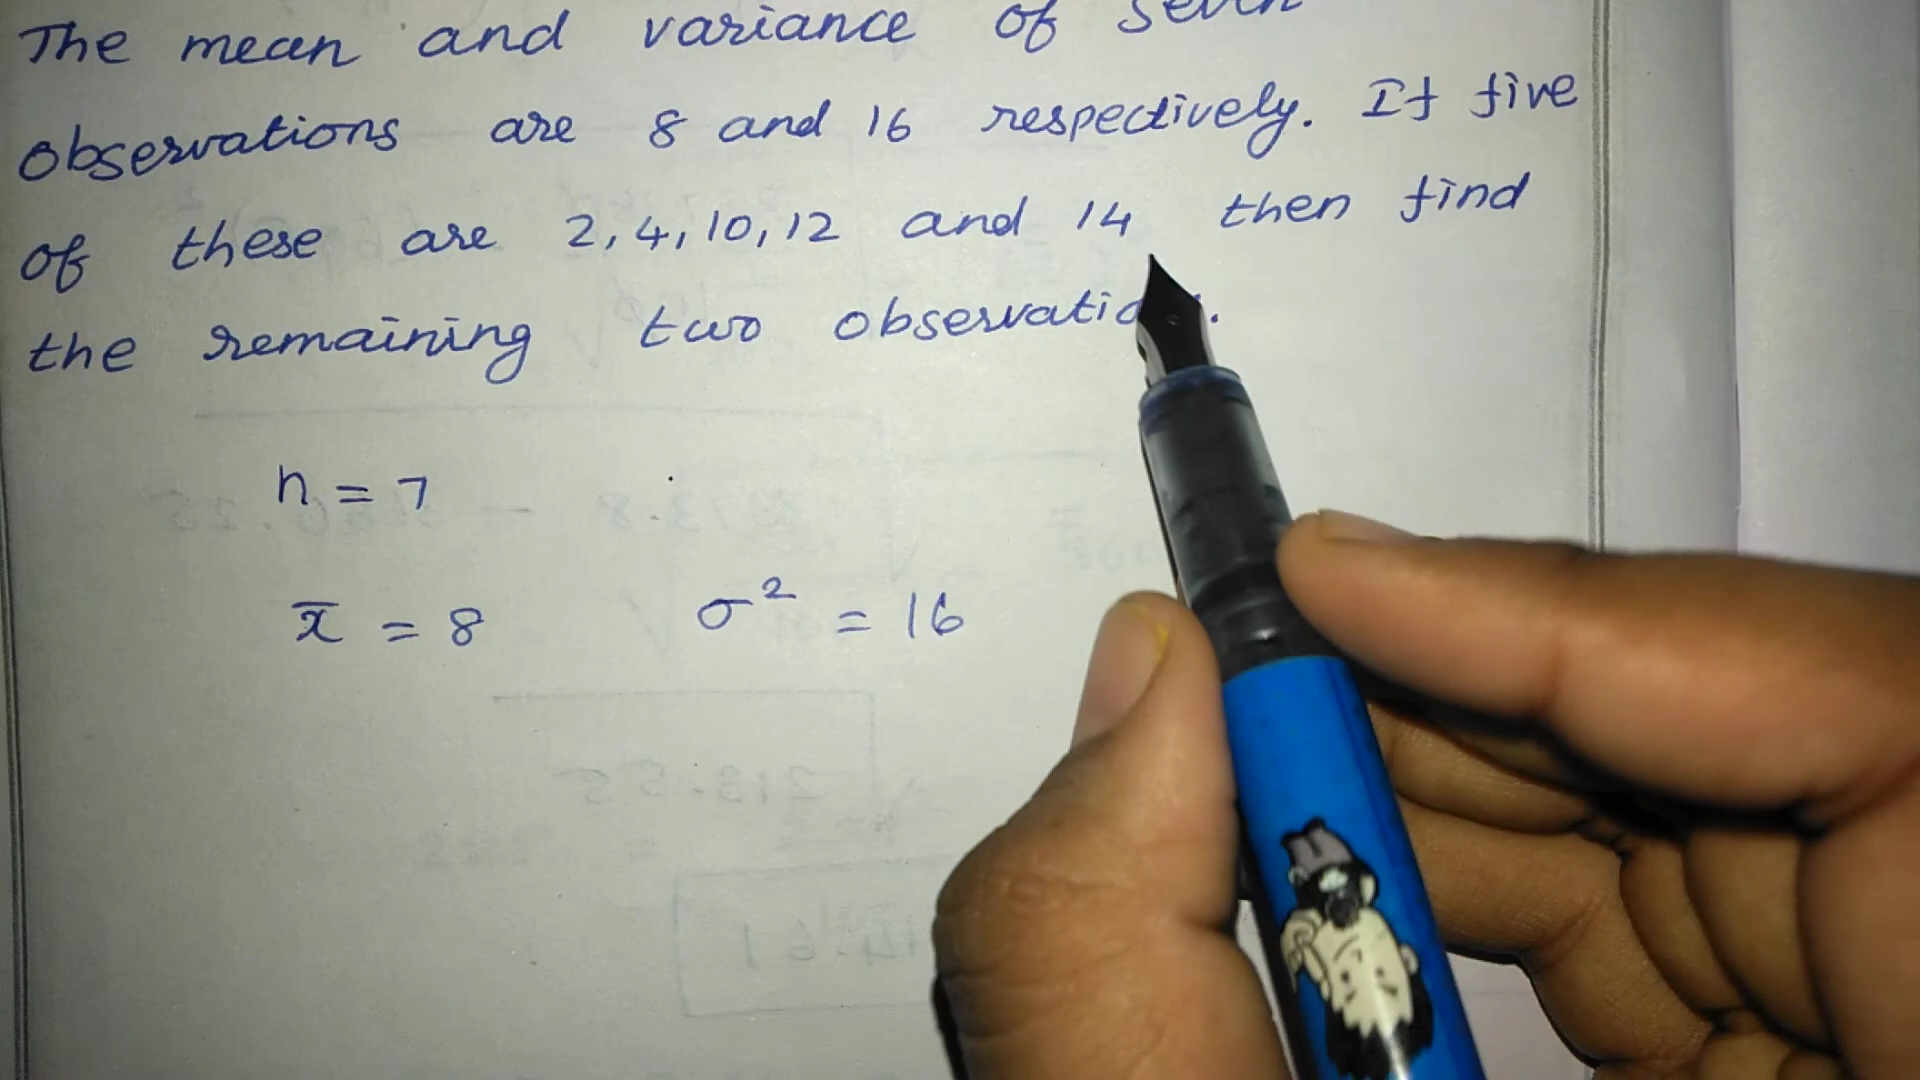 The mean and variance of seven
observations are 8 and 16 respectively. If five
of these are 2, 4, 10, 12 and 14 then find
the remaining two
n = 7
x̄ = 8 σ² = 16